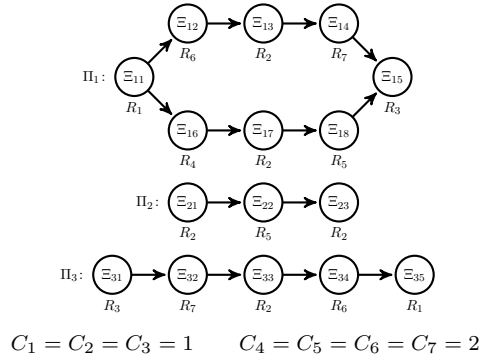 Ξ₁₂ Ξ₁₃ Ξ₁₄
R₆ R₂ R₇
Π₁: Ξ₁₁ Ξ₁₅
R₁ R₃
Ξ₁₆ Ξ₁₇ Ξ₁₈
R₄ R₂ R₅
Π₂: Ξ₂₁ Ξ₂₂ Ξ₂₃
R₂ R₅ R₂
Π₃: Ξ₃₁ Ξ₃₂ Ξ₃₃ Ξ₃₄ Ξ₃₅
R₃ R₇ R₂ R₆ R₁
C₁ = C₂ = C₃ = 1 C₄ = C₅ = C₆ = C₇ = 2